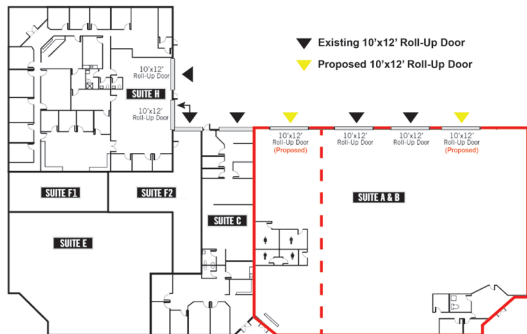 Existing 10'x12' Roll-Up Door
Proposed 10'x12' Roll-Up Door
10'x12'
Roll-Up Door
SUITE H
10'x12'
Roll-Up Door
10'x12'
Roll-Up Door
(Proposed)
10'x12'
Roll-Up Door
10'x12'
Roll-Up Door
10'x12'
Roll-Up Door
(Proposed)
SUITE F1
SUITE F2
SUITE C
SUITE A & B
SUITE E